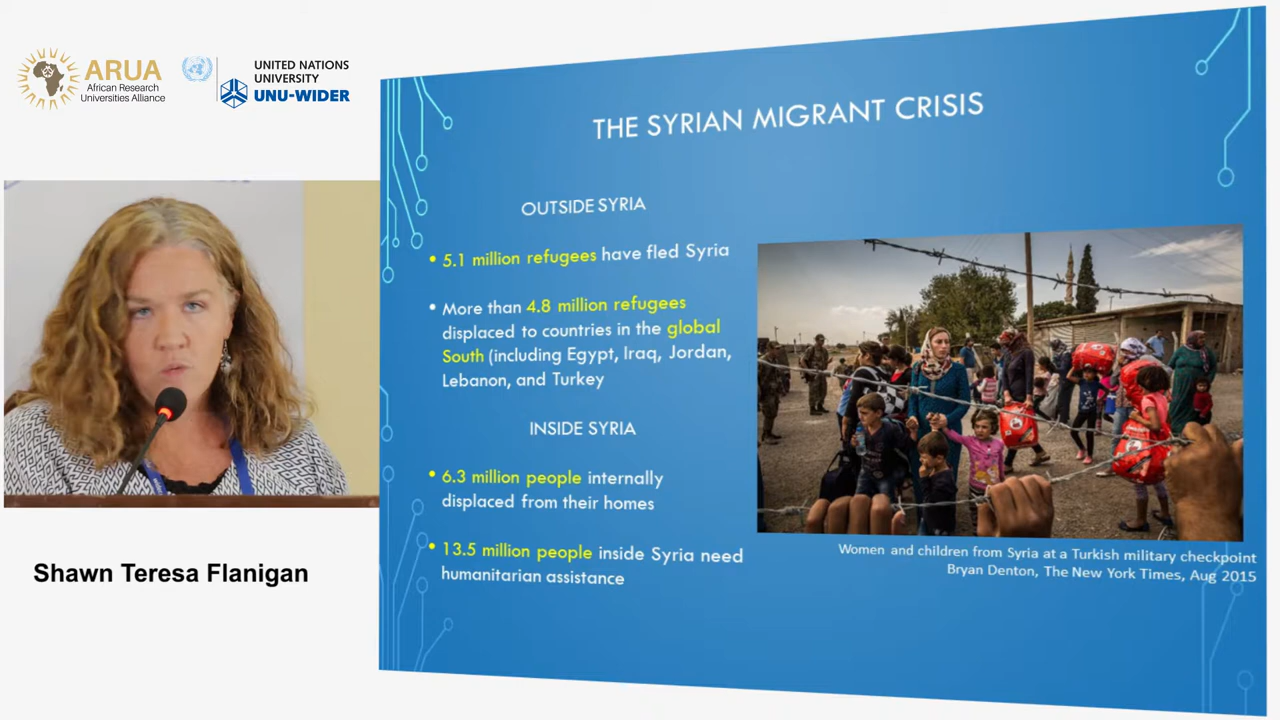 ARUA
African Research
Universities Alliance
UNITED NATIONS
UNIVERSITY
UNU-WIDER
THE SYRIAN MIGRANT CRISIS
OUTSIDE SYRIA
• 5.1 million refugees have fled Syria
• More than 4.8 million refugees
displaced to countries in the global
South (including Egypt, Iraq, Jordan,
Lebanon, and Turkey
INSIDE SYRIA
• 6.3 million people internally
displaced from their homes
• 13.5 million people inside Syria need
humanitarian assistance
Women and children from Syria at a Turkish military checkpoint
Bryan Denton, The New York Times, Aug 2015
Shawn Teresa Flanigan